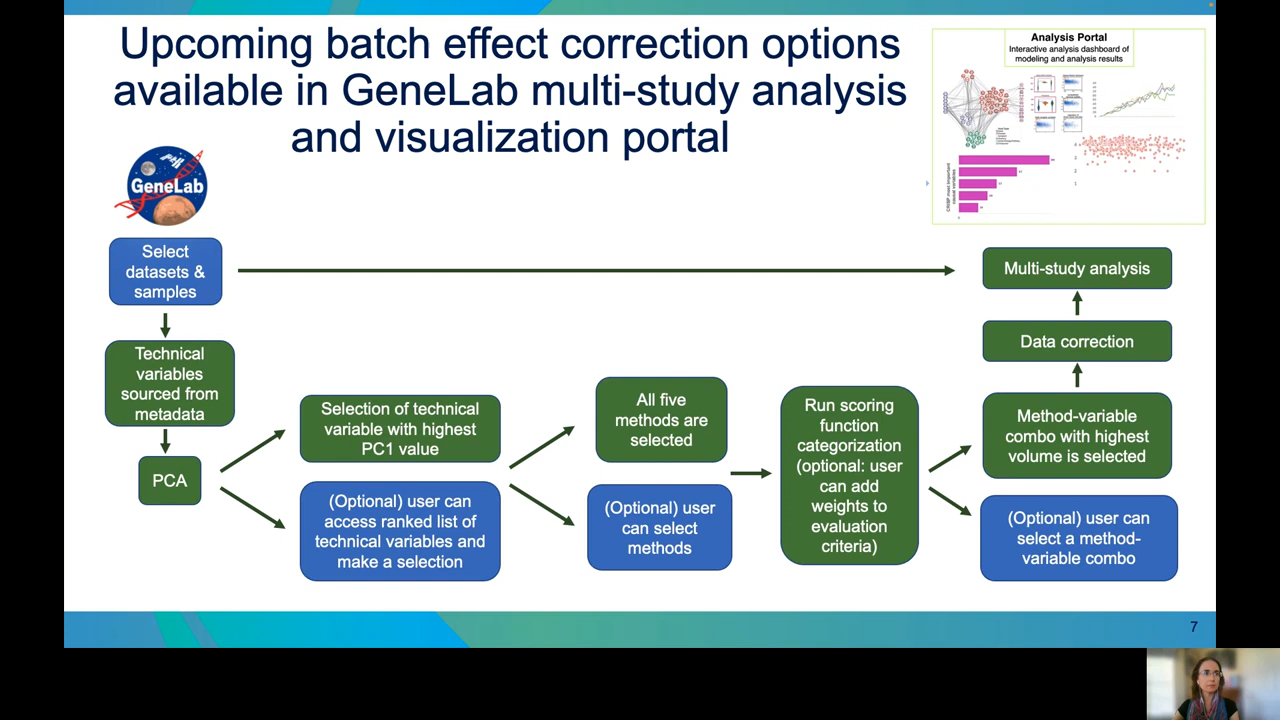 Upcoming batch effect correction options
available in GeneLab multi-study analysis
and visualization portal
Analysis Portal
Interactive analysis dashboard of
modeling and analysis results
GeneLab
Select
datasets &
samples
Technical
variables
sourced from
metadata
PCA
Selection of technical
variable with highest
PC1 value
(Optional) user can
access ranked list of
technical variables and
make a selection
All five
methods are
selected
(Optional) user
can select
methods
Run scoring
function
categorization
(optional: user
can add
weights to
evaluation
criteria)
Multi-study analysis
Data correction
Method-variable
combo with highest
volume is selected
(Optional) user can
select a method-
variable combo
7